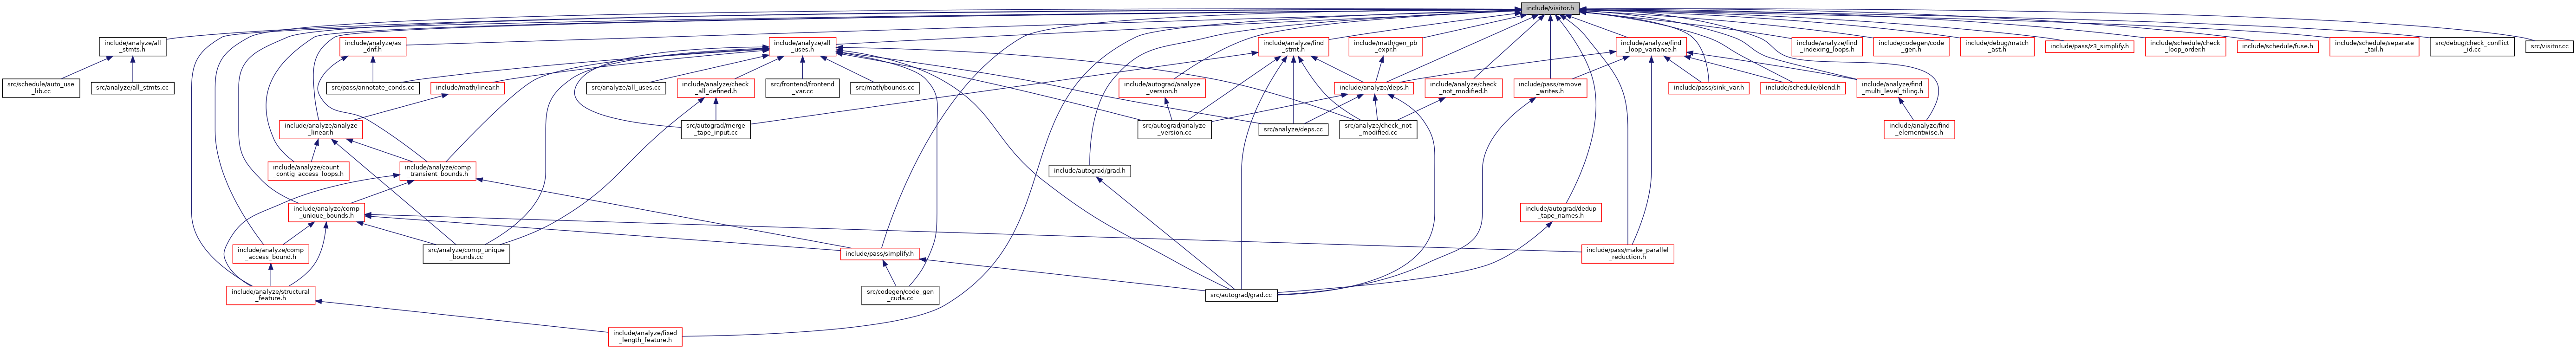 include/visitor.h
include/analyze/all
_stmts.h
include/analyze/as
_dnf.h
include/analyze/all
_uses.h
include/analyze/find
_stmt.h
include/math/gen_pb
_expr.h
include/analyze/find
_loop_variance.h
include/analyze/find
_indexing_loops.h
include/codegen/code
_gen.h
include/debug/match
_ast.h
include/pass/z3_simplify.h
include/schedule/check
_loop_order.h
include/schedule/fuse.h
include/schedule/separate
_tail.h
src/debug/check_conflict
_id.cc
src/visitor.cc
src/schedule/auto_use
_lib.cc
src/analyze/all_stmts.cc
src/pass/annotate_conds.cc
include/math/linear.h
src/analyze/all_uses.cc
include/analyze/check
_all_defined.h
src/frontend/frontend
_var.cc
src/math/bounds.cc
include/autograd/analyze
_version.h
include/analyze/deps.h
include/analyze/check
_not_modified.h
include/pass/remove
_writes.h
include/pass/sink_var.h
include/schedule/blend.h
include/analyze/find
_multi_level_tiling.h
include/analyze/analyze
_linear.h
src/autograd/merge
_tape_input.cc
src/autograd/analyze
_version.cc
src/analyze/deps.cc
src/analyze/check_not
_modified.cc
include/analyze/find
_elementwise.h
include/analyze/count
_contig_access_loops.h
include/analyze/comp
_transient_bounds.h
include/autograd/grad.h
include/analyze/comp
_unique_bounds.h
include/autograd/dedup
_tape_names.h
include/analyze/comp
_access_bound.h
src/analyze/comp_unique
_bounds.cc
include/pass/simplify.h
include/pass/make_parallel
_reduction.h
include/analyze/structural
_feature.h
src/codegen/code_gen
_cuda.cc
src/autograd/grad.cc
include/analyze/fixed
_length_feature.h